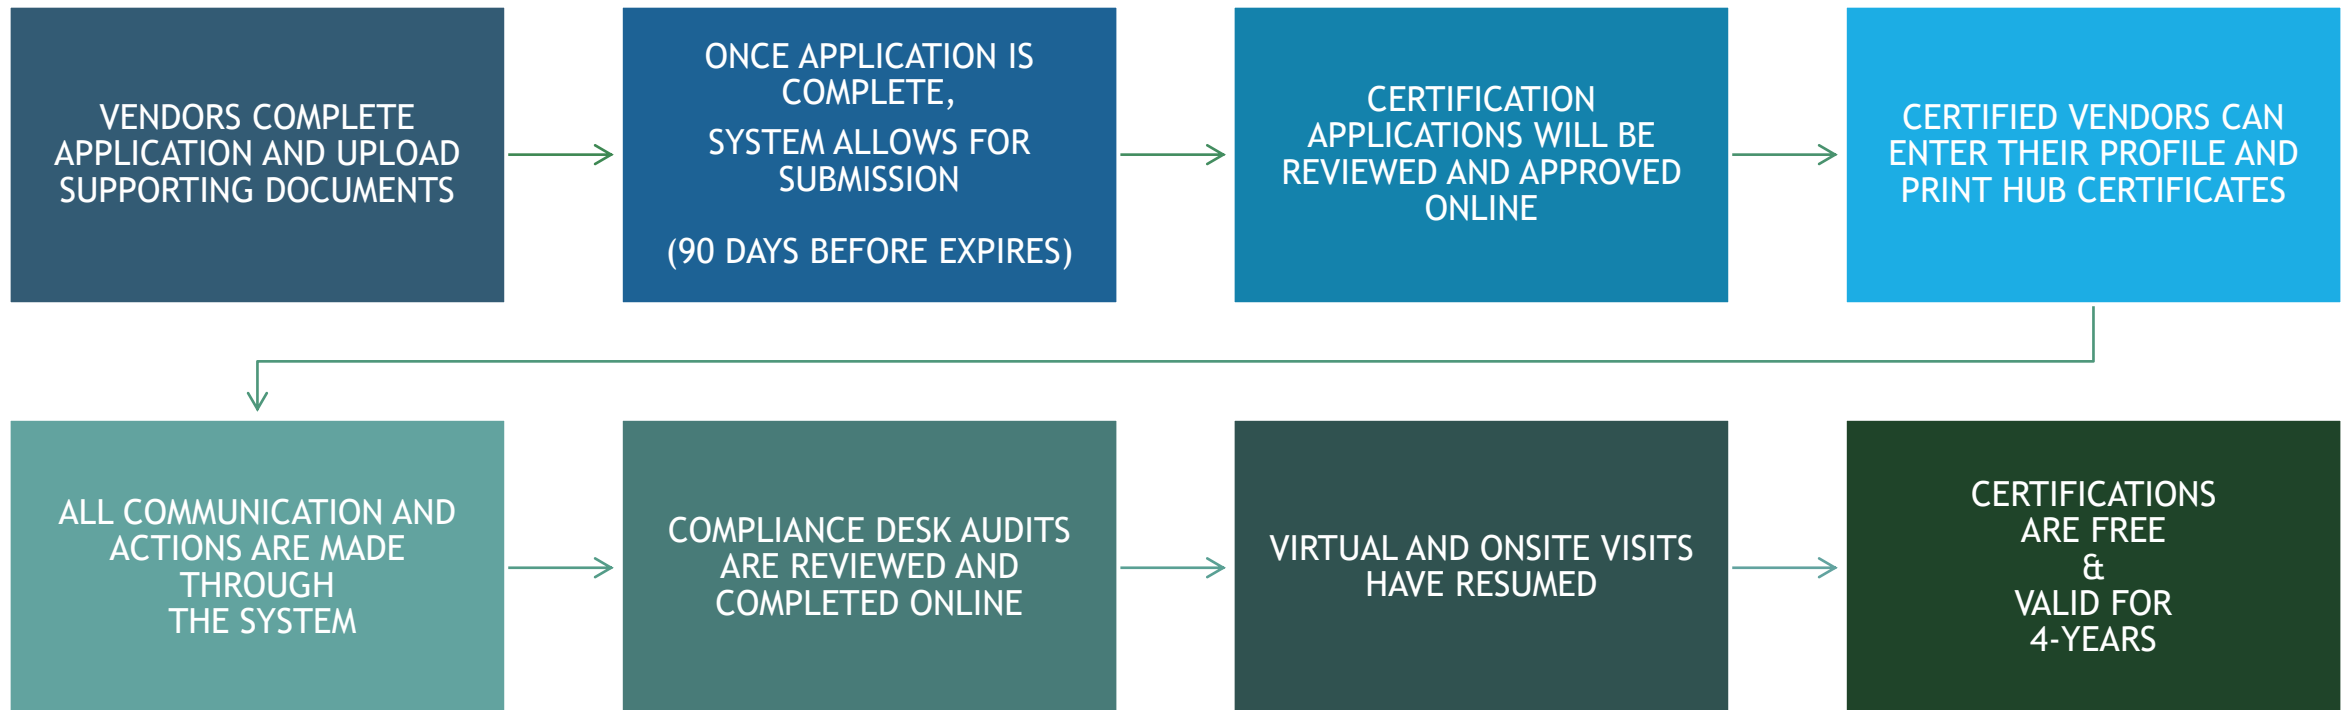 VENDORS COMPLETE
APPLICATION AND UPLOAD
SUPPORTING DOCUMENTS
ONCE APPLICATION IS
COMPLETE,
SYSTEM ALLOWS FOR
SUBMISSION
(90 DAYS BEFORE EXPIRES)
CERTIFICATION
APPLICATIONS WILL BE
REVIEWED AND APPROVED
ONLINE
CERTIFIED VENDORS CAN
ENTER THEIR PROFILE AND
PRINT HUB CERTIFICATES
ALL COMMUNICATION AND
ACTIONS ARE MADE
THROUGH
THE SYSTEM
COMPLIANCE DESK AUDITS
ARE REVIEWED AND
COMPLETED ONLINE
VIRTUAL AND ONSITE VISITS
HAVE RESUMED
CERTIFICATIONS
ARE FREE
&
VALID FOR
4-YEARS